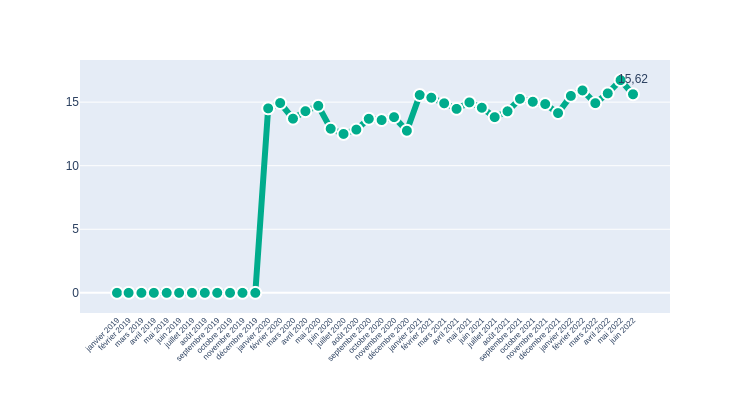 15,62
15
10
5
0
janvier 2019
février 2019
mars 2019
avril 2019
mai 2019
juin 2019
juillet 2019
août 2019
septembre 2019
octobre 2019
novembre 2019
décembre 2019
janvier 2020
février 2020
mars 2020
avril 2020
mai 2020
juin 2020
juillet 2020
août 2020
septembre 2020
octobre 2020
novembre 2020
décembre 2020
janvier 2021
février 2021
mars 2021
avril 2021
mai 2021
juin 2021
juillet 2021
août 2021
septembre 2021
octobre 2021
novembre 2021
décembre 2021
janvier 2022
février 2022
mars 2022
avril 2022
mai 2022
juin 2022